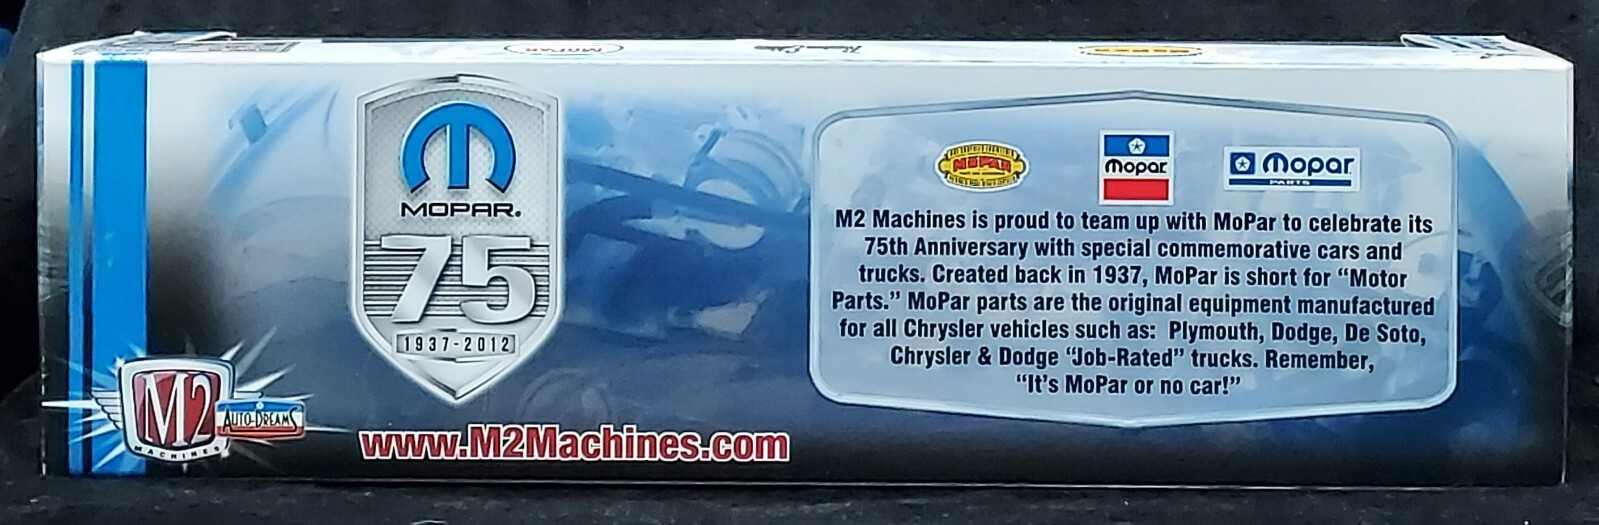 MOPAR
MOPAR.
75
1937-2012
M2
MACHINES
AUTO-DREAMS
www.M2Machines.com
MOPAR
Mopar
Mopar
PARTS
M2 Machines is proud to team up with MoPar to celebrate its
75th Anniversary with special commemorative cars and
trucks. Created back in 1937, MoPar is short for “Motor
Parts.” MoPar parts are the original equipment manufactured
for all Chrysler vehicles such as: Plymouth, Dodge, De Soto,
Chrysler & Dodge “Job-Rated” trucks. Remember,
“It's MoPar or no car!”